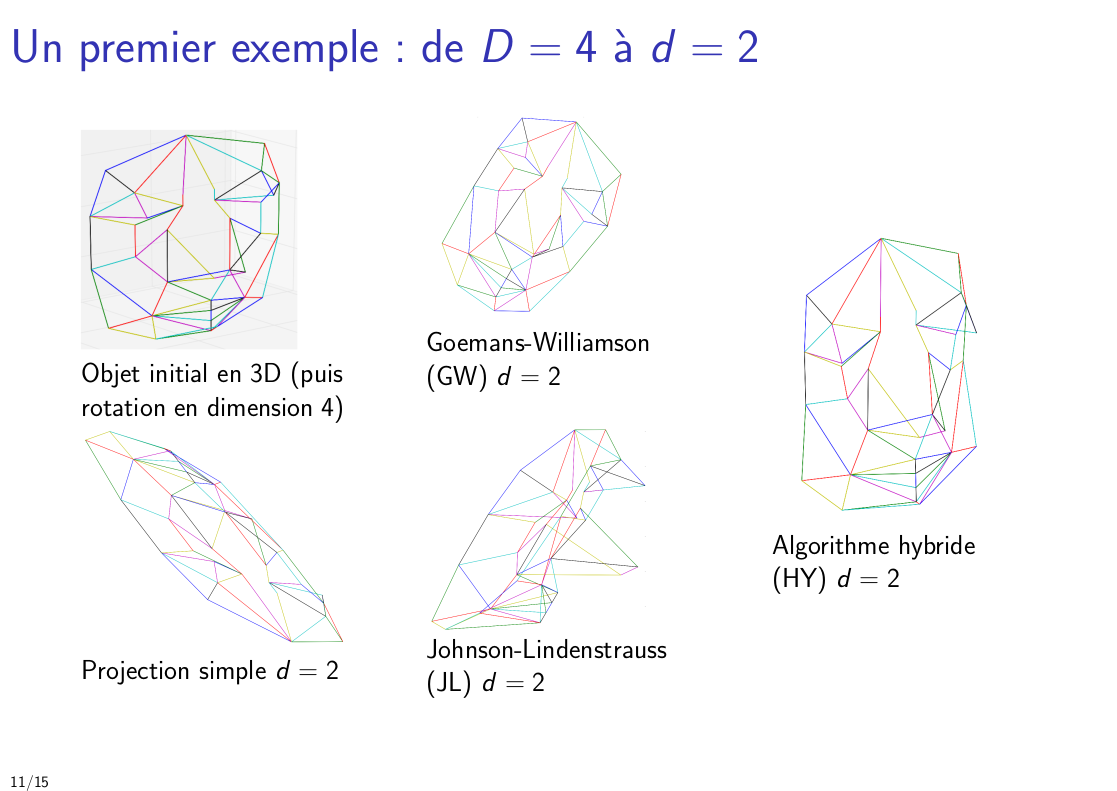 Un premier exemple : de D = 4 à d = 2
Objet initial en 3D (puis
rotation en dimension 4)
Goemans-Williamson
(GW) d = 2
Projection simple d = 2
Johnson-Lindenstrauss
(JL) d = 2
Algorithme hybride
(HY) d = 2
11/15